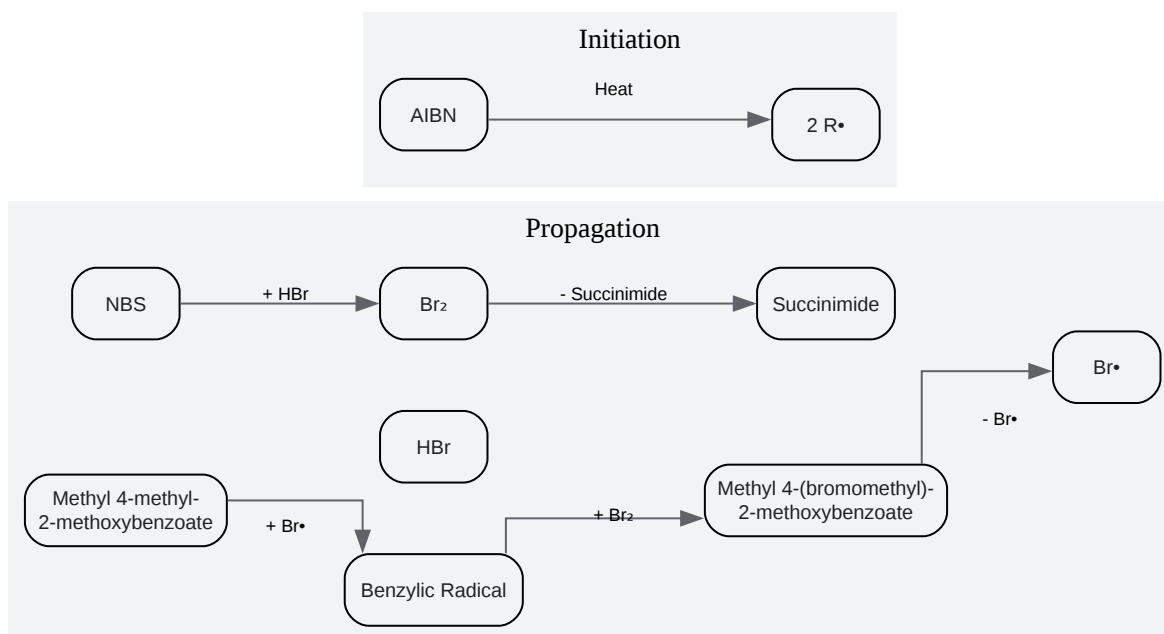 Initiation
Heat
AIBN
2 R•
Propagation
NBS
+ HBr
Br₂
- Succinimide
Succinimide
Br•
- Br•
HBr
Methyl 4-methyl-
2-methoxybenzoate
+ Br•
Benzylic Radical
+ Br₂
Methyl 4-(bromomethyl)-
2-methoxybenzoate